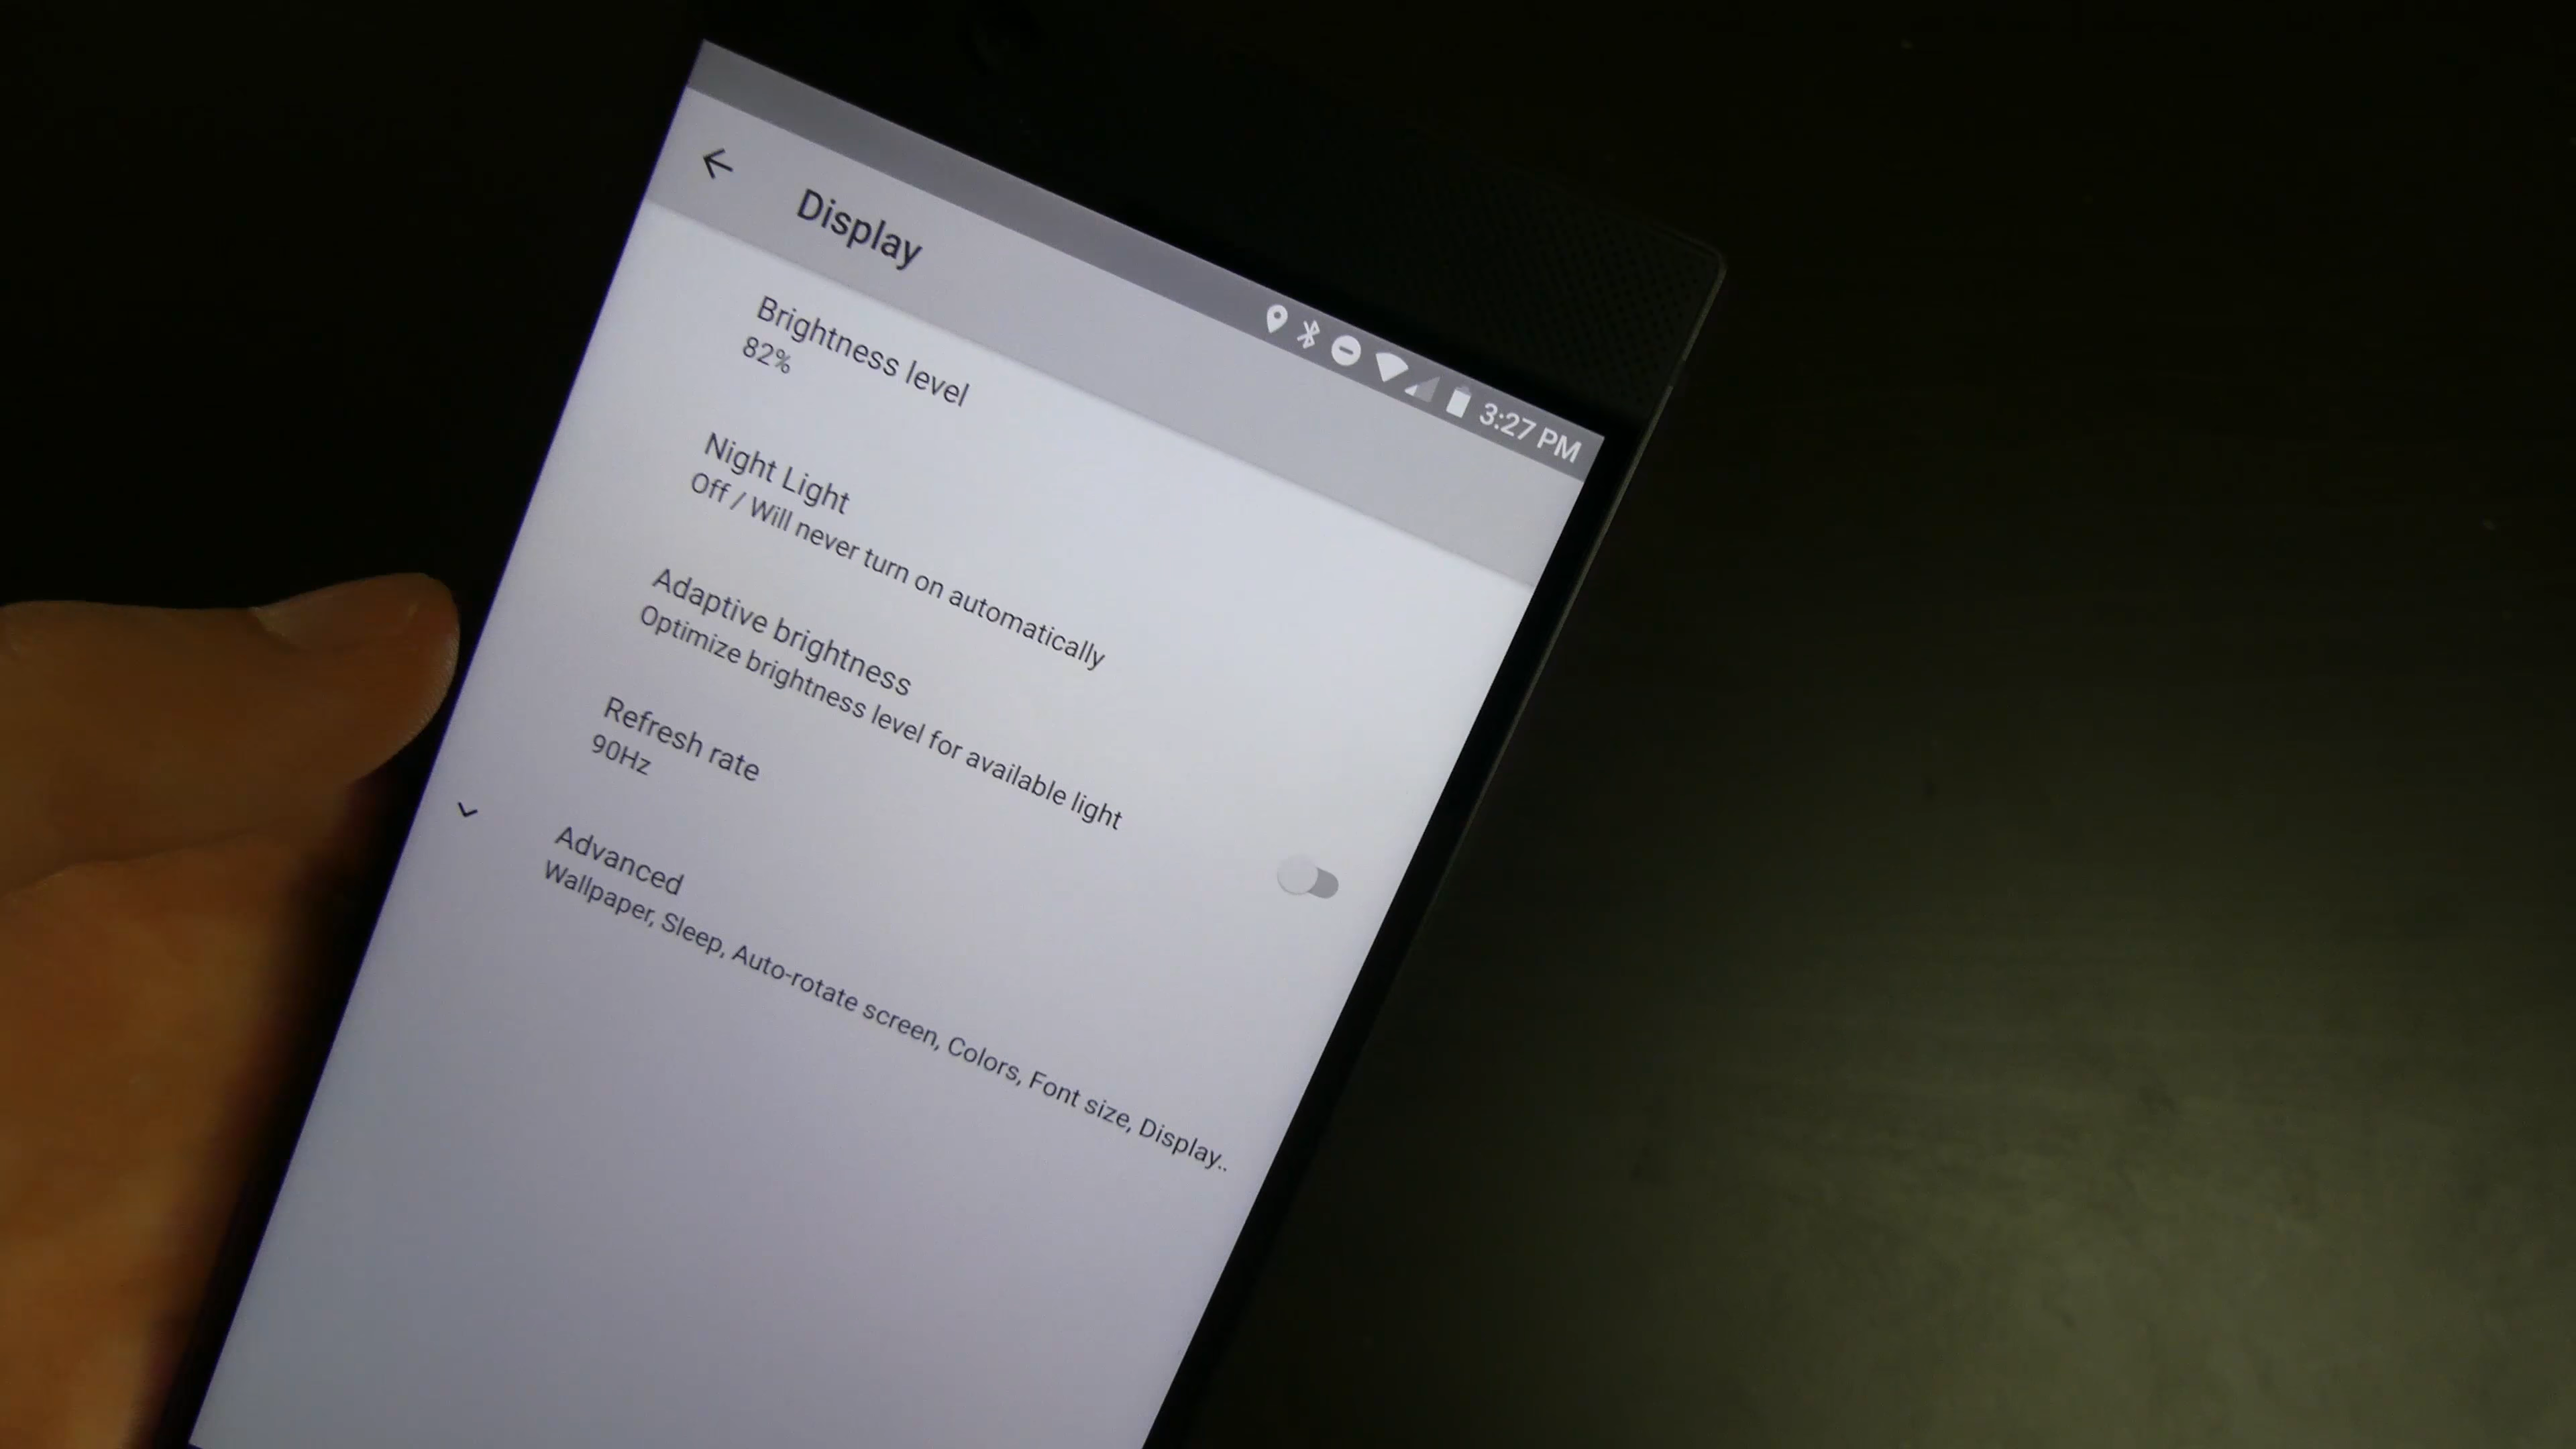 3:27 PM
Display
Brightness level
82%
Night Light
Off / Will never turn on automatically
Adaptive brightness
Optimize brightness level for available light
Refresh rate
90Hz
Advanced
Wallpaper, Sleep, Auto-rotate screen, Colors, Font size, Display..